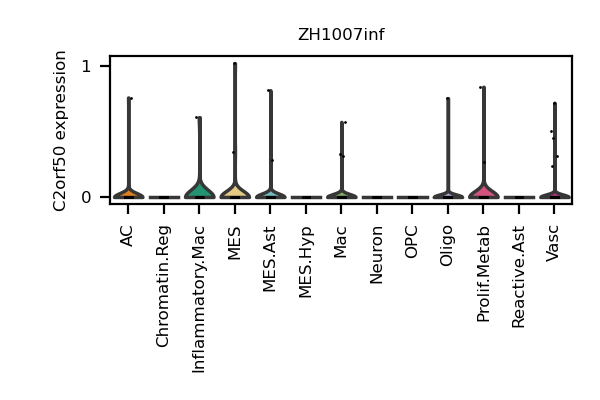 ZH1007inf
C2orf50 expression
1
0
AC
Chromatin.Reg
Inflammatory.Mac
MES
MES.Ast
MES.Hyp
Mac
Neuron
OPC
Oligo
Prolif.Metab
Reactive.Ast
Vasc